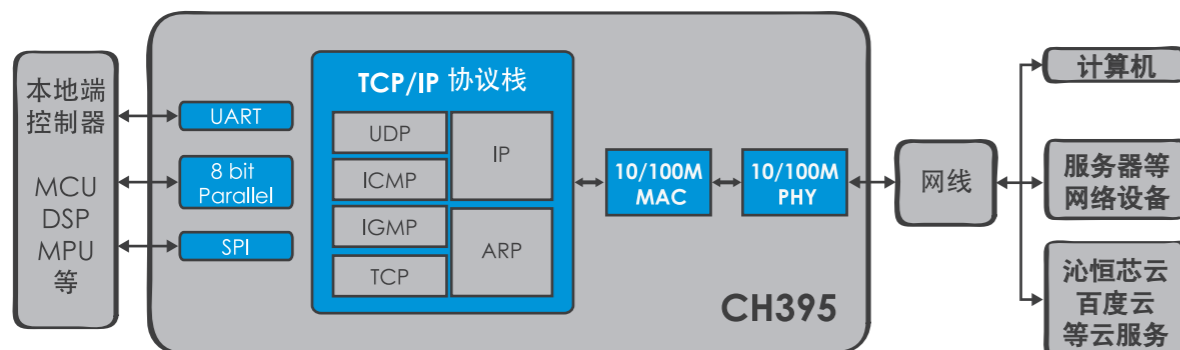 本地端
控制器
MCU
DSP
MPU
等
UART
8 bit
Parallel
SPI
TCP/IP 协议栈
UDP
ICMP
IGMP
TCP
IP
ARP
10/100M
MAC
10/100M
PHY
CH395
网线
计算机
服务器等
网络设备
沁恒芯云
百度云
等云服务